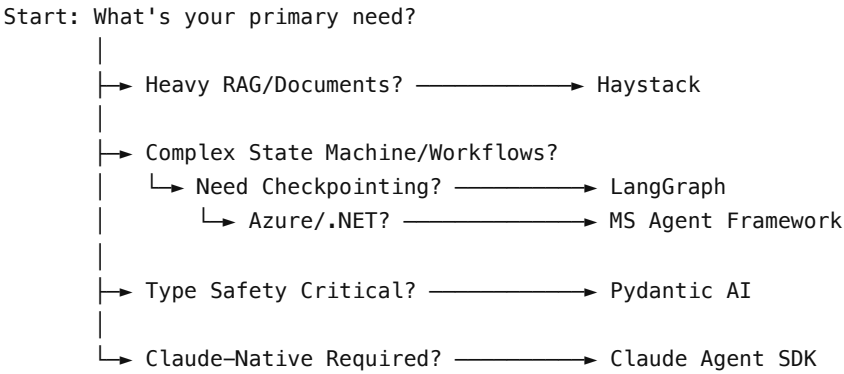 Start: What's your primary need?
Heavy RAG/Documents? Haystack
Complex State Machine/Workflows?
Need Checkpointing? LangGraph
Azure/.NET? MS Agent Framework
Type Safety Critical? Pydantic AI
Claude-Native Required? Claude Agent SDK